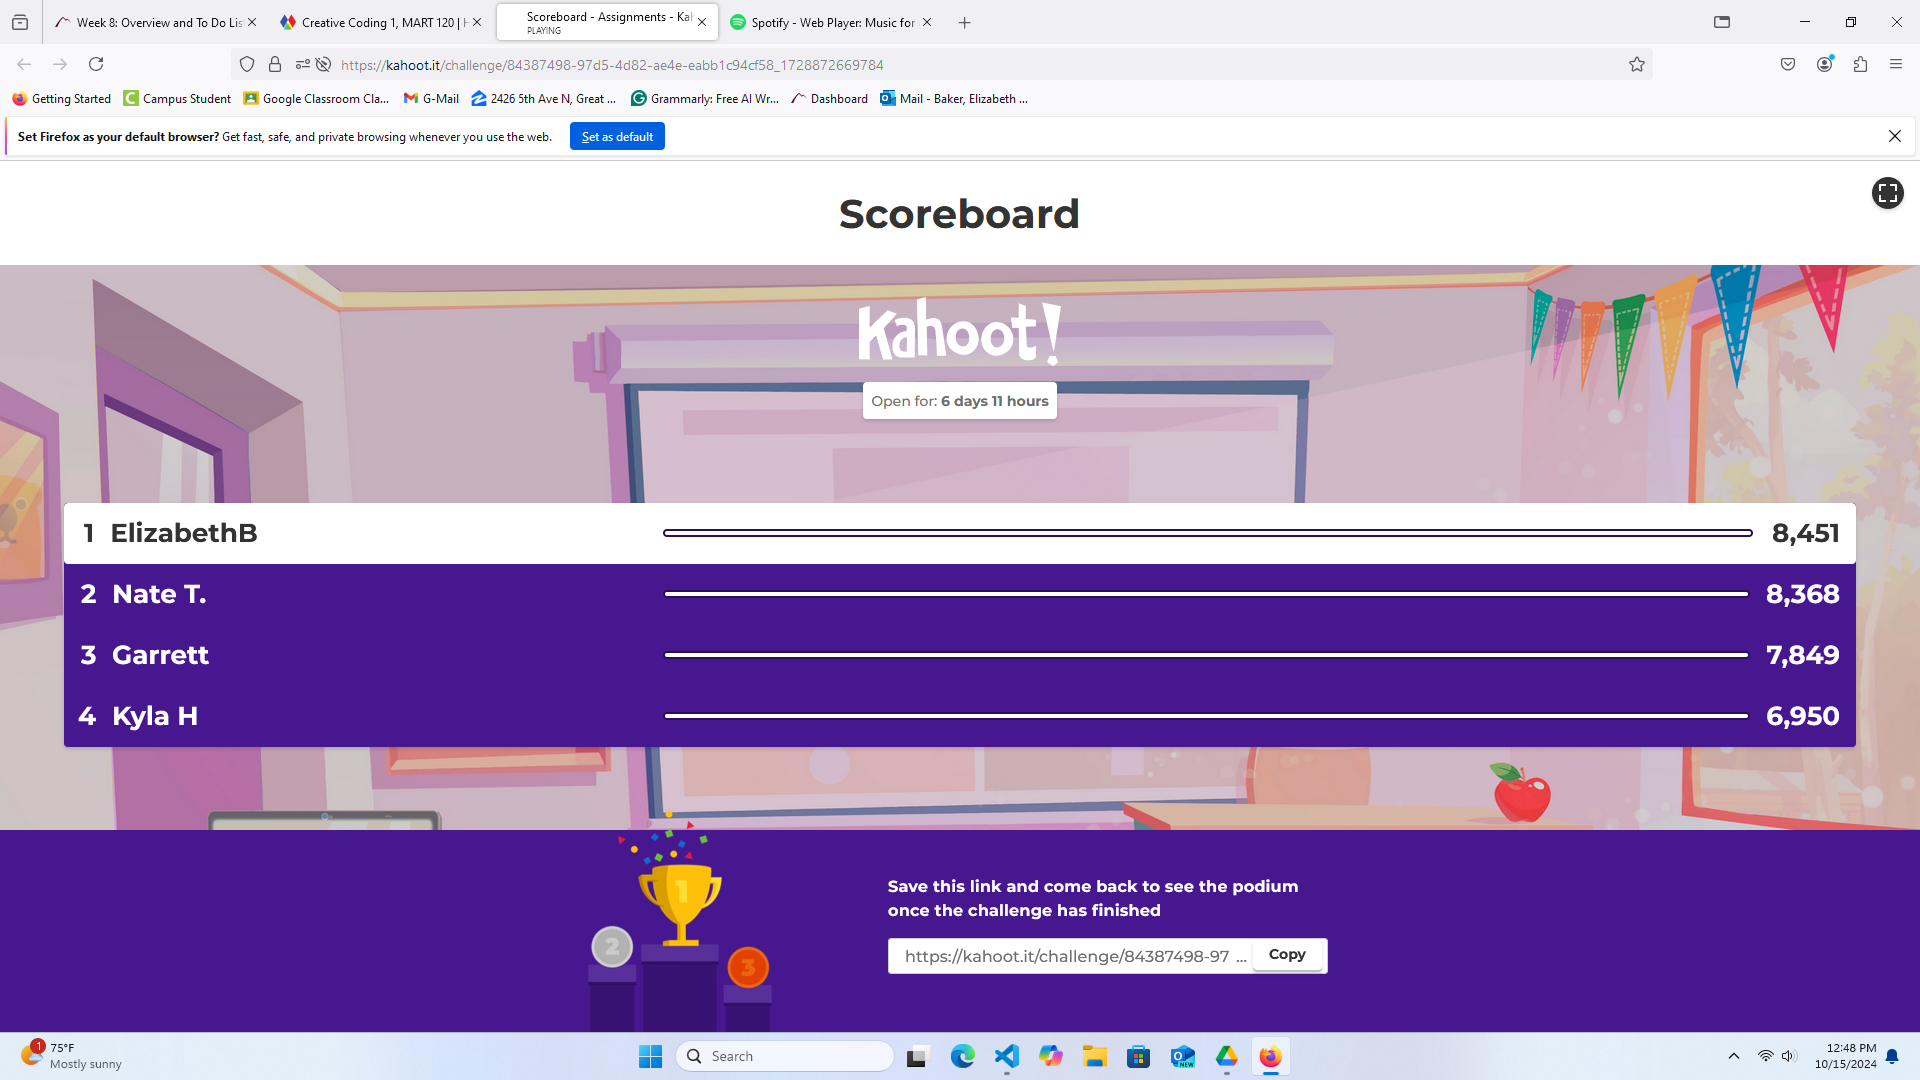 Week 8: Overview and To Do Lis
Creative Coding 1, MART 120 | H
Scoreboard - Assignments - Kah
PLAYING
Spotify - Web Player: Music for
https://kahoot.it/challenge/84387498-97d5-4d82-ae4e-eabb1c94cf58_1728872669784
Getting Started
Campus Student
Google Classroom Cla...
G-Mail
2426 5th Ave N, Great ...
Grammarly: Free AI Wr...
Dashboard
Mail - Baker, Elizabeth ...
Set Firefox as your default browser? Get fast, safe, and private browsing whenever you use the web.
Set as default
Scoreboard
Kahoot!
Open for: 6 days 11 hours
1 ElizabethB 8,451
2 Nate T. 8,368
3 Garrett 7,849
4 Kyla H 6,950
1
2
3
Save this link and come back to see the podium
once the challenge has finished
https://kahoot.it/challenge/84387498-97 ...
Copy
1
75°F
Mostly sunny
Search
NEW
12:48 PM
10/15/2024